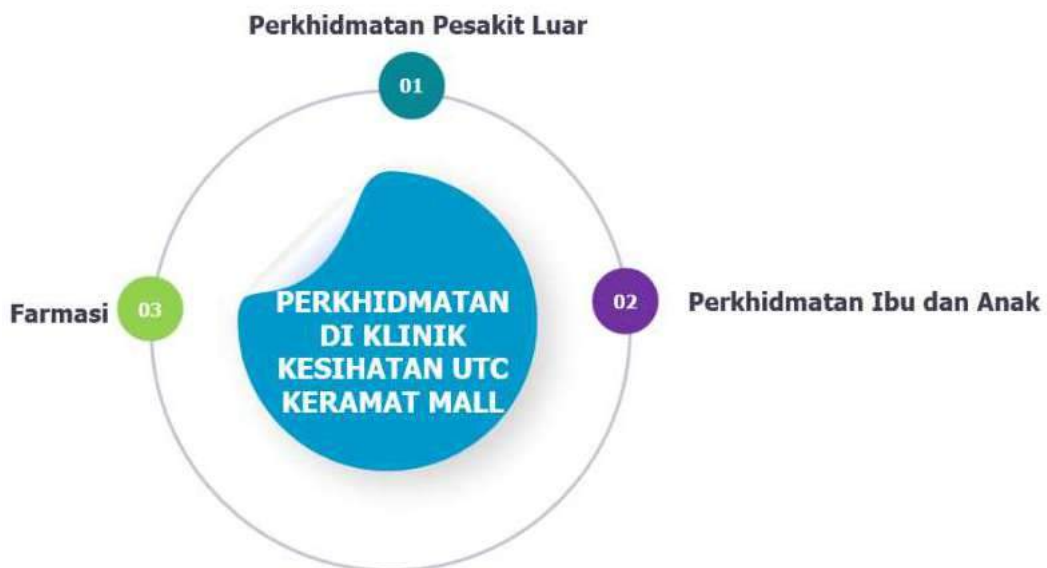 Perkhidmatan Pesakit Luar
01
02
Perkhidmatan Ibu dan Anak
Farmasi
03
PERKHIDMATAN
DI KLINIK
KESIHATAN UTC
KERAMAT MALL